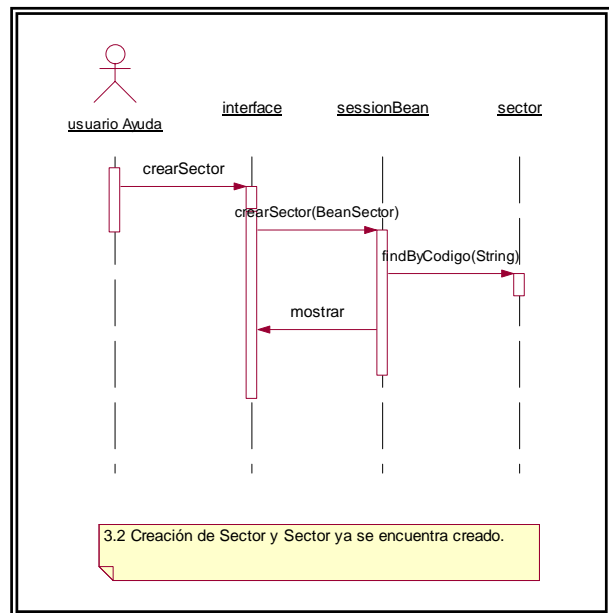 usuario Ayuda
interface
sessionBean
sector
crearSector
crearSector(BeanSector)
findByCodigo(String)
mostrar
3.2 Creación de Sector y Sector ya se encuentra creado.